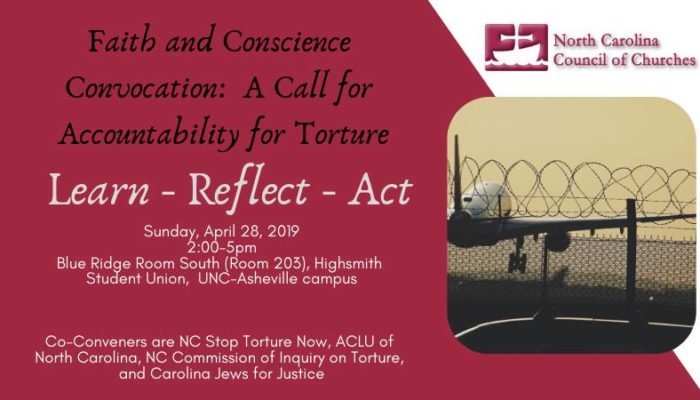 Faith and Conscience
Convocation:  A Call for
Accountability for Torture
Learn - Reflect - Act
Sunday, April 28, 2019
2:00-5pm
Blue Ridge Room South (Room 203), Highsmith
Student Union,  UNC-Asheville campus
Co-Conveners are NC Stop Torture Now, ACLU of
North Carolina, NC Commission of Inquiry on Torture,
and Carolina Jews for Justice
North Carolina
Council of Churches